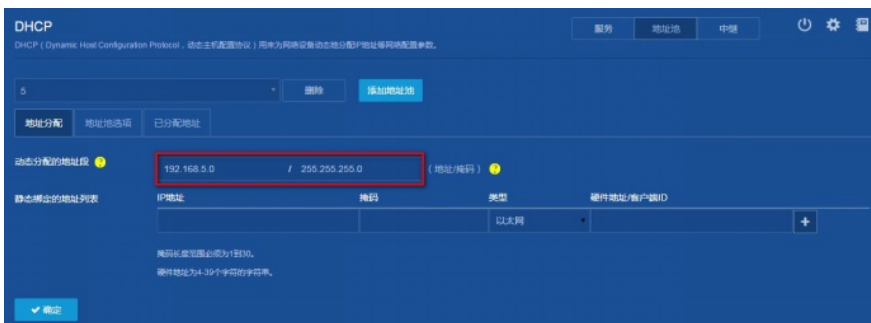 DHCP
服务 地址池 中继
DHCP ( Dynamic Host Configuration Protocol，动态主机配置协议 ) 用来为网络设备动态地分配IP地址等网络配置参数。
5 删除 添加地址池
地址分配 地址池选项 已分配地址
动态分配的地址段 ? 192.168.5.0 / 255.255.255.0 ( 地址/掩码 ) ?
静态绑定的地址列表 IP地址 掩码 类型 硬件地址/客户端ID
以太网 +
掩码长度范围必须为1到30。
硬件地址为4-39个字符的字符串。
确定